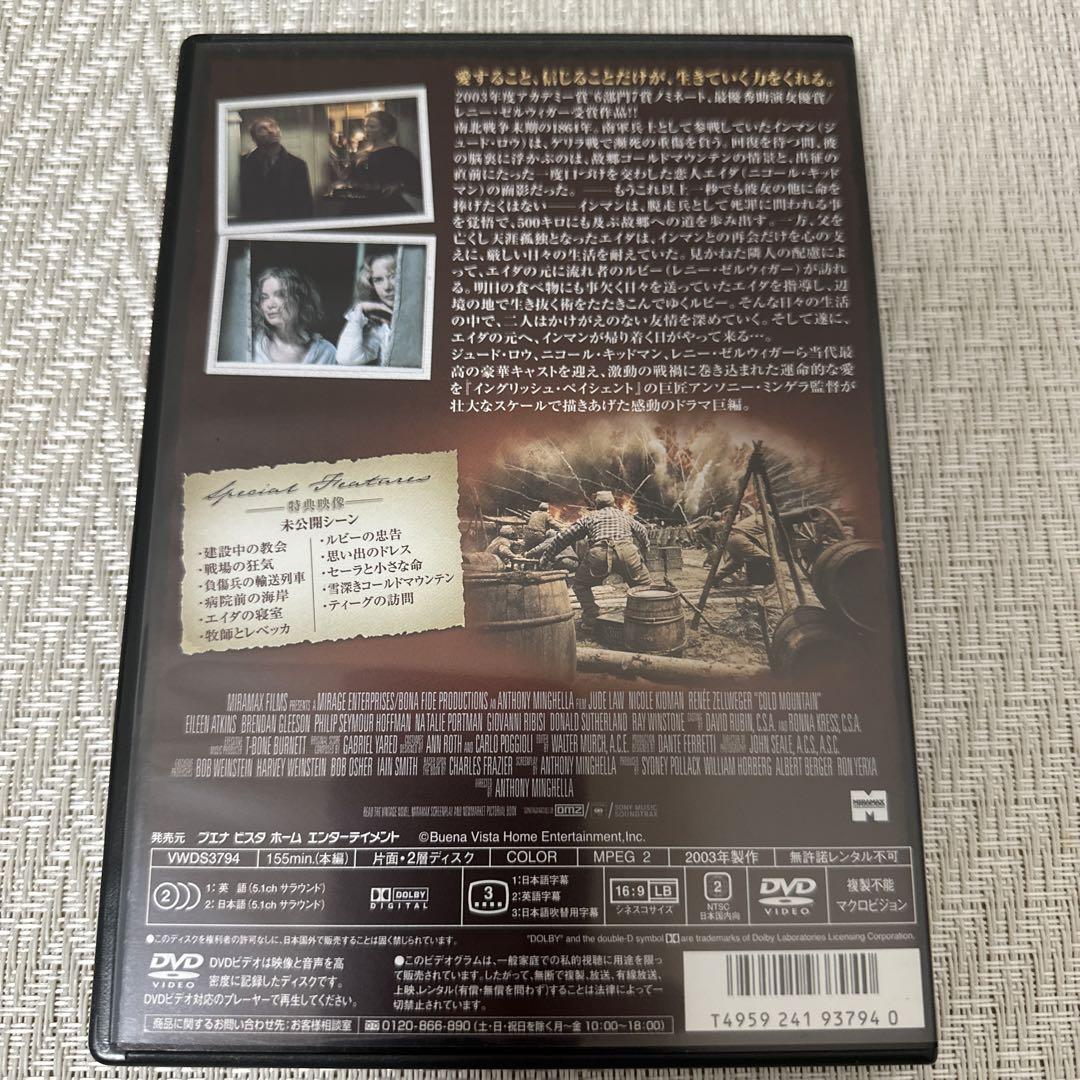 愛すること、信じることだけが、生きていく力をくれる。
2003年度アカデミー賞 6部門7賞ノミネート、最優秀助演女優賞/
レニー・ゼルウィガー受賞作品!!
南北戦争末期の1864年。南軍兵士として参戦していたインマン(ジ
ュード・ロウ)は、ゲリラ戦で瀕死の重傷を負う。回復を待つ間、彼
の脳裏に浮かぶのは、故郷コールドマウンテンの情景と、出征の
直前にたった一度口づけを交わした恋人エイダ(ニコール・キッド
マン)の面影だった。――もうこれ以上一秒でも彼女の他に命を
捧げたくはない――インマンは、脱走兵として死罪に問われる事
を覚悟で、500キロにも及ぶ故郷への道を歩み出す。一方、父を
亡くし天涯孤独となったエイダは、インマンとの再会だけを心の支
えに、厳しい日々の生活を耐えていた。見かねた隣人の配慮によ
って、エイダの元に流れ者のルビー(レニー・ゼルウィガー)が訪れ
る。明日の食べ物にも事欠く日々を送っていたエイダを指導し、辺
境の地で生き抜く術をたたきこんでゆくルビー。そんな日々の生活
の中で、二人はかけがえのない友情を深めていく。そして遂に、
エイダの元へ、インマンが帰り着く日がやって来る…。
ジュード・ロウ、ニコール・キッドマン、レニー・ゼルウィガーら当代最
高の豪華キャストを迎え、激動の戦禍に巻き込まれた運命的な愛
を『イングリッシュ・ペイシェント』の巨匠アンソニー・ミンゲラ監督が
壮大なスケールで描きあげた感動のドラマ巨編。
Special Features
特典映像
未公開シーン
・建設中の教会
・戦場の狂気
・負傷兵の輸送列車
・病院前の海岸
・エイダの寝室
・牧師とレベッカ
・ルビーの忠告
・思い出のドレス
・セーラと小さな命
・雪深きコールドマウンテン
・ティーグの訪問
MIRAMAX FILMS PRESENTS A MIRAGE ENTERPRISES/BONA FIDE PRODUCTIONS AN ANTHONY MINGHELLA FILM JUDE LAW NICOLE KIDMAN RENÉE ZELLWEGER "COLD MOUNTAIN"
EILEEN ATKINS BRENDAN GLEESON PHILIP SEYMOUR HOFFMAN NATALIE PORTMAN GIOVANNI RIBISI DONALD SUTHERLAND RAY WINSTONE CASTING BY DAVID RUBIN, C.S.A. AND RONNA KRESS, C.S.A.
EXECUTIVE MUSIC PRODUCER T-BONE BURNETT ORIGINAL SCORE COMPOSED BY GABRIEL YARED COSTUMES DESIGNED BY ANN ROTH AND CARLO POGGIOLI EDITED BY WALTER MURCH, A.C.E. PRODUCTION DESIGNER DANTE FERRETTI DIRECTOR OF PHOTOGRAPHY JOHN SEALE, A.C.S., A.S.C.
EXECUTIVE PRODUCERS BOB WEINSTEIN HARVEY WEINSTEIN BOB OSHER IAIN SMITH BASED UPON THE BOOK BY CHARLES FRAZIER SCREENPLAY BY ANTHONY MINGHELLA PRODUCED BY SYDNEY POLLACK WILLIAM HORBERG ALBERT BERGER RON YERXA
DIRECTED BY ANTHONY MINGHELLA
READ THE VINTAGE NOVEL, MIRAMAX SCREENPLAY AND NEWMARKET PICTORIAL BOOK
DMZ SONY MUSIC SOUNDTRAX
MIRAMAX
発売元 ブエナ ビスタ ホーム エンターテイメント ©Buena Vista Home Entertainment,Inc.
VWDS3794 155min.(本編) 片面・2層ディスク COLOR MPEG 2 2003年製作 無許諾レンタル不可
2 1:英 語(5.1ch サラウンド)
2:日本語(5.1ch サラウンド)
DOLBY DIGITAL
3 1:日本語字幕
2:英語字幕
3:日本語吹替用字幕
16:9 LB
シネスコサイズ
2 NTSC 日本国内向
DVD VIDEO
複製不能
マクロビジョン
●このディスクを権利者の許可なしに、日本国外で販売することは固く禁じられています。
"DOLBY" and the double-D symbol are trademarks of Dolby Laboratories Licensing Corporation.
DVD VIDEO
DVDビデオは映像と音声を高
密度に記録したディスクです。
DVDビデオ対応のプレーヤーで再生してください。
●このビデオグラムは、一般家庭での私的視聴に用途を限っ
て販売されています。したがって、無断で複製、放送、有線放送、
上映、レンタル(有償・無償を問わず)することは法律によって一
切禁止されています。
商品に関するお問い合わせ先:お客様相談室 0120-866-890(土・日・祝日を除く月~金 10:00~18:00)
T4959 241 93794 0